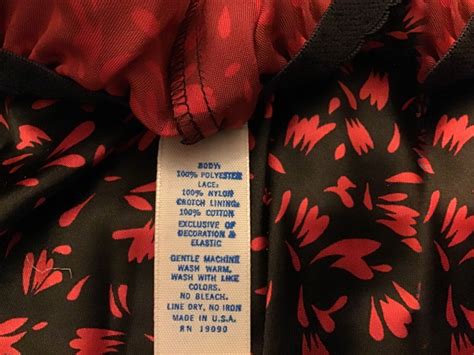 BODY:
100% POLYESTER
LACE:
100% NYLON
CROTCH LINING:
100% COTTON
EXCLUSIVE OF
DECORATION &
ELASTIC
GENTLE MACHINE
WASH WARM,
WASH WITH LIKE
COLORS.
NO BLEACH.
LINE DRY, NO IRON
MADE IN U.S.A.
RN 19090